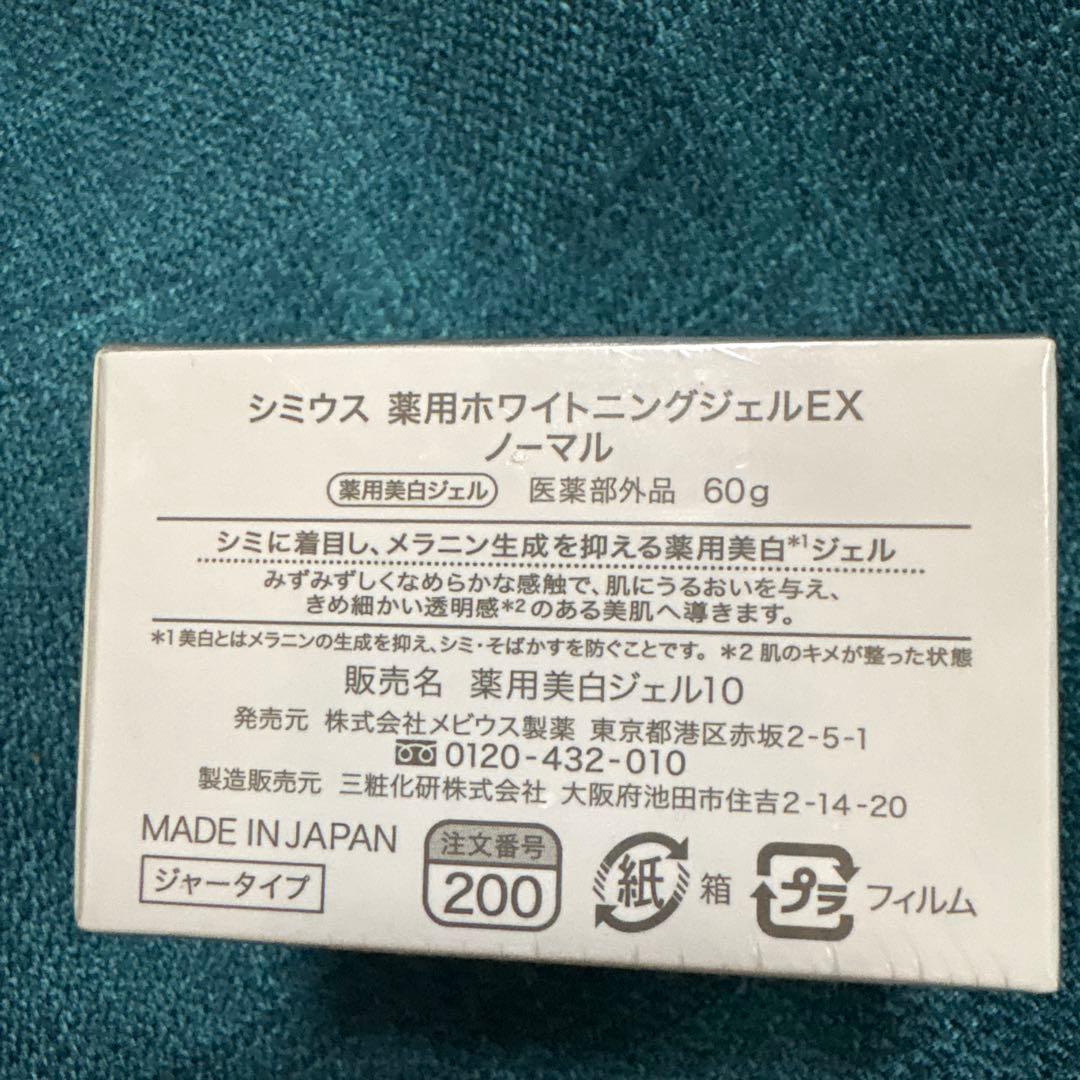 シミウス 薬用ホワイトニングジェルEX
ノーマル
薬用美白ジェル 医薬部外品 60g
シミに着目し、メラニン生成を抑える薬用美白*1ジェル
みずみずしくなめらかな感触で、肌にうるおいを与え、
きめ細かい透明感*2のある美肌へ導きます。
*1 美白とはメラニンの生成を抑え、シミ・そばかすを防ぐことです。 *2 肌のキメが整った状態
販売名 薬用美白ジェル10
発売元 株式会社メビウス製薬 東京都港区赤坂2-5-1
0120-432-010
製造販売元 三粧化研株式会社 大阪府池田市住吉2-14-20
MADE IN JAPAN
ジャータイプ
注文番号
200
紙 箱
プラ フィルム